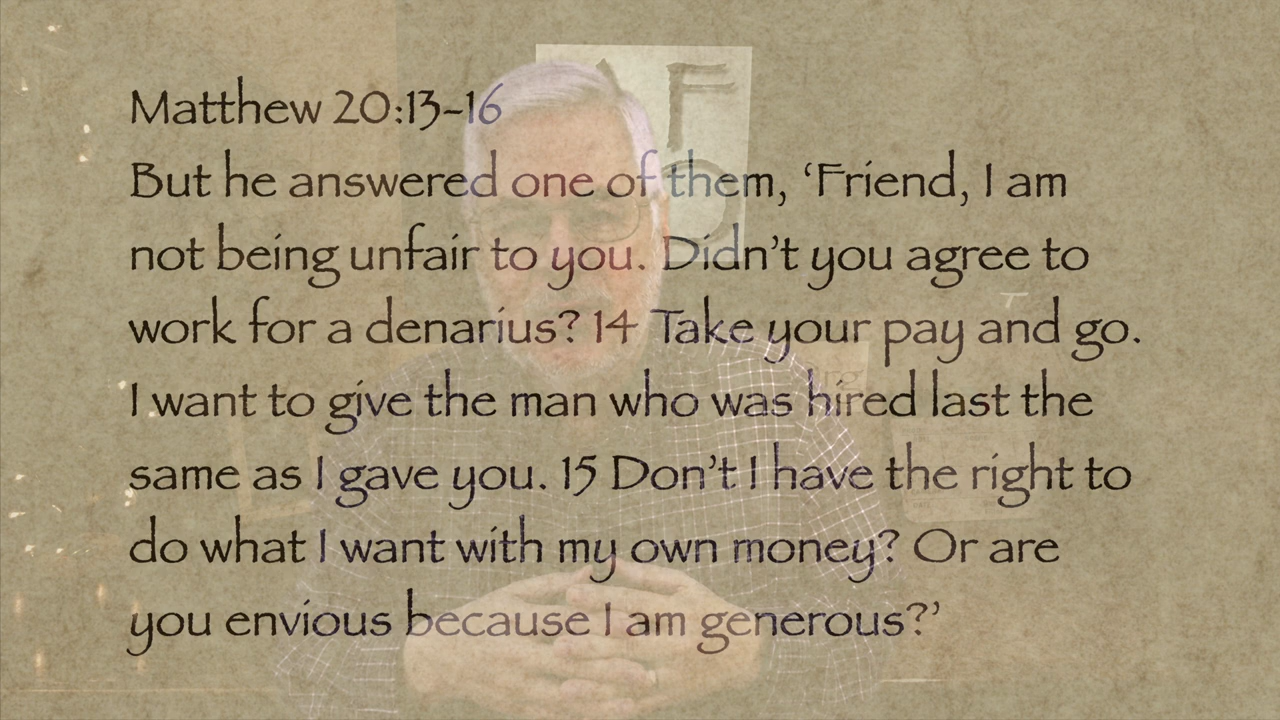 Matthew 20:13-16
But he answered one of them, ‘Friend, I am
not being unfair to you. Didn’t you agree to
work for a denarius? 14 Take your pay and go.
I want to give the man who was hired last the
same as I gave you. 15 Don’t I have the right to
do what I want with my own money? Or are
you envious because I am generous?’
F